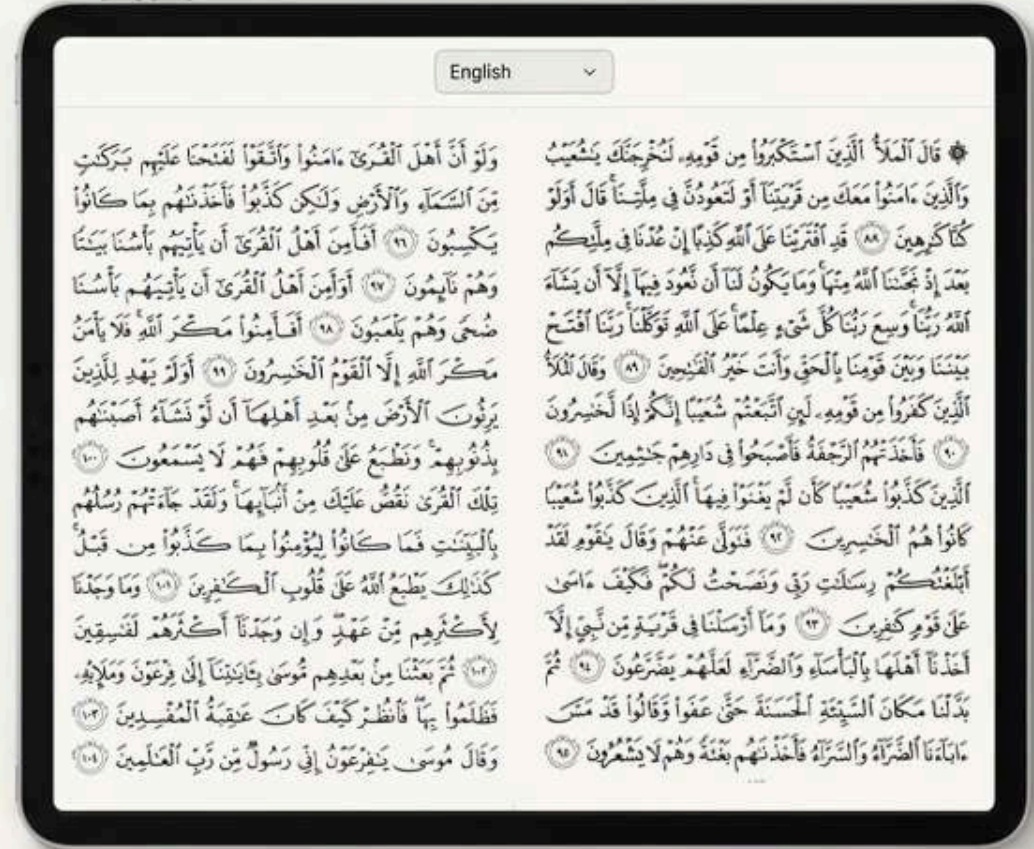 English
۞ قَالَ ٱلْمَلَأُ ٱلَّذِينَ ٱسْتَكْبَرُوا۟ مِن قَوْمِهِۦ لَنُخْرِجَنَّكَ يَـٰشُعَيْبُ
وَٱلَّذِينَ ءَامَنُوا۟ مَعَكَ مِن قَرْيَتِنَآ أَوْ لَتَعُودُنَّ فِى مِلَّتِنَا ۚ قَالَ أَوَلَوْ
كُنَّا كَـٰرِهِينَ ٨٨ قَدِ ٱفْتَرَيْنَا عَلَى ٱللَّهِ كَذِبًا إِنْ عُدْنَا فِى مِلَّتِكُم
بَعْدَ إِذْ نَجَّىٰنَا ٱللَّهُ مِنْهَا ۚ وَمَا يَكُونُ لَنَآ أَن نَّعُودَ فِيهَآ إِلَّآ أَن يَشَآءَ
ٱللَّهُ رَبُّنَا ۚ وَسِعَ رَبُّنَا كُلَّ شَىْءٍ عِلْمًا ۚ عَلَى ٱللَّهِ تَوَكَّلْنَا ۚ رَبَّنَا ٱفْتَحْ
بَيْنَنَا وَبَيْنَ قَوْمِنَا بِٱلْحَقِّ وَأَنتَ خَيْرُ ٱلْفَـٰتِحِينَ ٨٩ وَقَالَ ٱلْمَلَأُ
ٱلَّذِينَ كَفَرُوا۟ مِن قَوْمِهِۦ لَئِنِ ٱتَّبَعْتُمْ شُعَيْبًا إِنَّكُمْ إِذًا لَّخَـٰسِرُونَ
٩٠ فَأَخَذَتْهُمُ ٱلرَّجْفَةُ فَأَصْبَحُوا۟ فِى دَارِهِمْ جَـٰثِمِينَ ٩١
ٱلَّذِينَ كَذَّبُوا۟ شُعَيْبًا كَأَن لَّمْ يَغْنَوْا۟ فِيهَا ۚ ٱلَّذِينَ كَذَّبُوا۟ شُعَيْبًا
كَانُوا۟ هُمُ ٱلْخَـٰسِرِينَ ٩٢ فَتَوَلَّىٰ عَنْهُمْ وَقَالَ يَـٰقَوْمِ لَقَدْ
أَبْلَغْتُكُمْ رِسَـٰلَـٰتِ رَبِّى وَنَصَحْتُ لَكُمْ ۖ فَكَيْفَ ءَاسَىٰ
عَلَىٰ قَوْمٍ كَـٰفِرِينَ ٩٣ وَمَآ أَرْسَلْنَا فِى قَرْيَةٍ مِّن نَّبِىٍّ إِلَّآ
أَخَذْنَآ أَهْلَهَا بِٱلْبَأْسَآءِ وَٱلضَّرَّآءِ لَعَلَّهُمْ يَضَّرَّعُونَ ٩٤ ثُمَّ
بَدَّلْنَا مَكَانَ ٱلسَّيِّئَةِ ٱلْحَسَنَةَ حَتَّىٰ عَفَوا۟ وَّقَالُوا۟ قَدْ مَسَّ
ءَابَآءَنَا ٱلضَّرَّآءُ وَٱلسَّرَّآءُ فَأَخَذْنَـٰهُم بَغْتَةً وَهُمْ لَا يَشْعُرُونَ ٩٥
وَلَوْ أَنَّ أَهْلَ ٱلْقُرَىٰٓ ءَامَنُوا۟ وَٱتَّقَوْا۟ لَفَتَحْنَا عَلَيْهِم بَرَكَـٰتٍ
مِّنَ ٱلسَّمَآءِ وَٱلْأَرْضِ وَلَـٰكِن كَذَّبُوا۟ فَأَخَذْنَـٰهُم بِمَا كَانُوا۟
يَكْسِبُونَ ٩٦ أَفَأَمِنَ أَهْلُ ٱلْقُرَىٰٓ أَن يَأْتِيَهُم بَأْسُنَا بَيَـٰتًا
وَهُمْ نَآئِمُونَ ٩٧ أَوَأَمِنَ أَهْلُ ٱلْقُرَىٰٓ أَن يَأْتِيَهُم بَأْسُنَا
ضُحًى وَهُمْ يَلْعَبُونَ ٩٨ أَفَأَمِنُوا۟ مَكْرَ ٱللَّهِ ۚ فَلَا يَأْمَنُ
مَكْرَ ٱللَّهِ إِلَّا ٱلْقَوْمُ ٱلْخَـٰسِرُونَ ٩٩ أَوَلَمْ يَهْدِ لِلَّذِينَ
يَرِثُونَ ٱلْأَرْضَ مِنۢ بَعْدِ أَهْلِهَآ أَن لَّوْ نَشَآءُ أَصَبْنَـٰهُم
بِذُنُوبِهِمْ ۚ وَنَطْبَعُ عَلَىٰ قُلُوبِهِمْ فَهُمْ لَا يَسْمَعُونَ ١٠٠
تِلْكَ ٱلْقُرَىٰ نَقُصُّ عَلَيْكَ مِنْ أَنۢبَآئِهَا ۚ وَلَقَدْ جَآءَتْهُمْ رُسُلُهُم
بِٱلْبَيِّنَـٰتِ فَمَا كَانُوا۟ لِيُؤْمِنُوا۟ بِمَا كَذَّبُوا۟ مِن قَبْلُ ۚ
كَذَٰلِكَ يَطْبَعُ ٱللَّهُ عَلَىٰ قُلُوبِ ٱلْكَـٰفِرِينَ ١٠١ وَمَا وَجَدْنَا
لِأَكْثَرِهِم مِّنْ عَهْدٍ ۖ وَإِن وَجَدْنَآ أَكْثَرَهُمْ لَفَـٰسِقِينَ
١٠٢ ثُمَّ بَعَثْنَا مِنۢ بَعْدِهِم مُّوسَىٰ بِـَٔايَـٰتِنَآ إِلَىٰ فِرْعَوْنَ وَمَلَإِي۟هِۦ
فَظَلَمُوا۟ بِهَا ۖ فَٱنظُرْ كَيْفَ كَانَ عَـٰقِبَةُ ٱلْمُفْسِدِينَ ١٠٣
وَقَالَ مُوسَىٰ يَـٰفِرْعَوْنُ إِنِّى رَسُولٌ مِّن رَّبِّ ٱلْعَـٰلَمِينَ ١٠٤